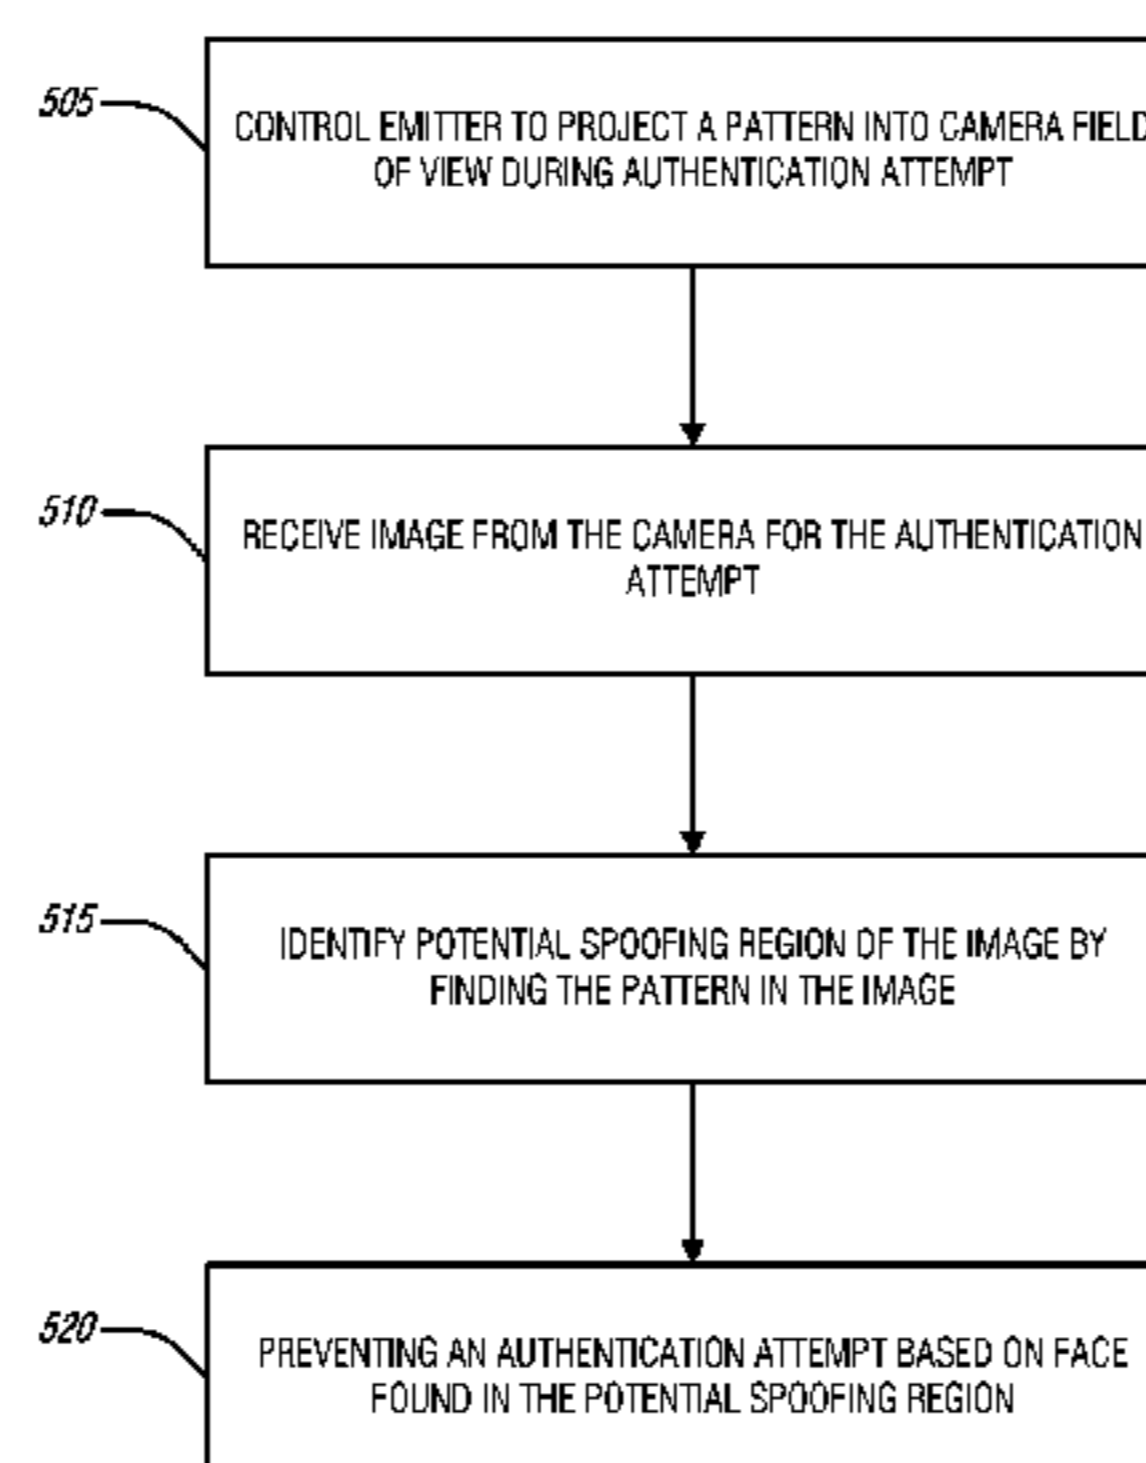 505
CONTROL EMITTER TO PROJECT A PATTERN INTO CAMERA FIELD
OF VIEW DURING AUTHENTICATION ATTEMPT
510
RECEIVE IMAGE FROM THE CAMERA FOR THE AUTHENTICATION
ATTEMPT
515
IDENTIFY POTENTIAL SPOOFING REGION OF THE IMAGE BY
FINDING THE PATTERN IN THE IMAGE
520
PREVENTING AN AUTHENTICATION ATTEMPT BASED ON FACE
FOUND IN THE POTENTIAL SPOOFING REGION